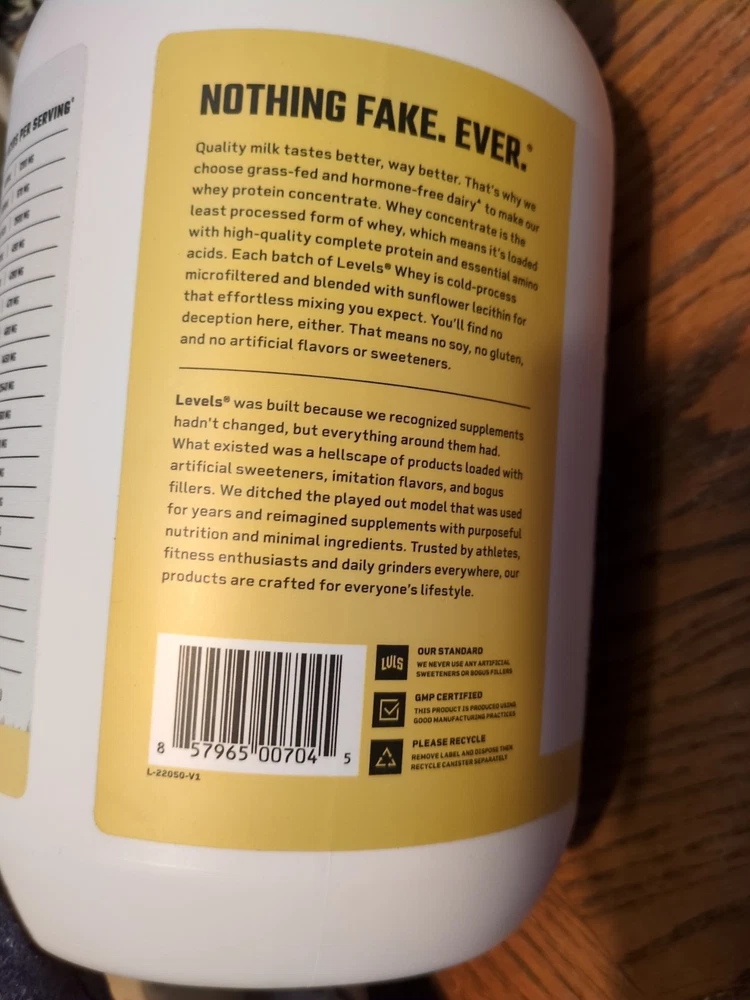 PER SERVING
NOTHING FAKE. EVER.®
Quality milk tastes better, way better. That's why we
choose grass-fed and hormone-free dairy* to make our
whey protein concentrate. Whey concentrate is the
least processed form of whey, which means it's loaded
with high-quality complete protein and essential amino
acids. Each batch of Levels® Whey is cold-process
microfiltered and blended with sunflower lecithin for
that effortless mixing you expect. You'll find no
deception here, either. That means no soy, no gluten,
and no artificial flavors or sweeteners.
Levels® was built because we recognized supplements
hadn't changed, but everything around them had.
What existed was a hellscape of products loaded with
artificial sweeteners, imitation flavors, and bogus
fillers. We ditched the played out model that was used
for years and reimagined supplements with purposeful
nutrition and minimal ingredients. Trusted by athletes,
fitness enthusiasts and daily grinders everywhere, our
products are crafted for everyone's lifestyle.
8 57965 00704 5
L-22050-V1
LVLS
OUR STANDARD
WE NEVER USE ANY ARTIFICIAL
SWEETENERS OR BOGUS FILLERS
GMP CERTIFIED
THIS PRODUCT IS PRODUCED USING
GOOD MANUFACTURING PRACTICES
PLEASE RECYCLE
REMOVE LABEL AND DISPOSE THEN
RECYCLE CANISTER SEPARATELY